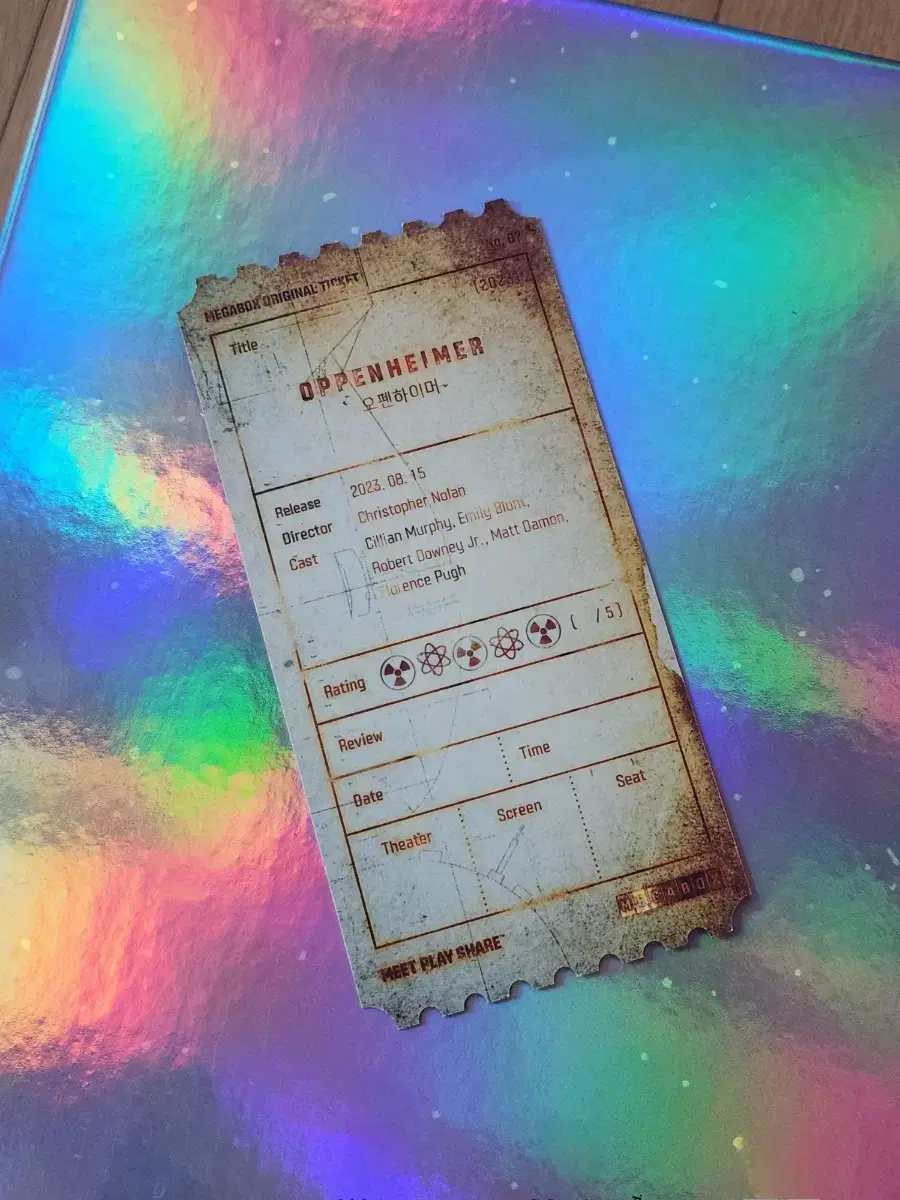 MEGABOX ORIGINAL TICKET
Title
(2023)
OPPENHEIMER
오펜하이머
Release 2023. 08. 15
Director Christopher Nolan
Cast Cillian Murphy, Emily Blunt,
Robert Downey Jr., Matt Damon,
Florence Pugh
Rating ( /5)
Review
Date Time
Theater Screen Seat
MEGABOX
MEET PLAY SHARE™